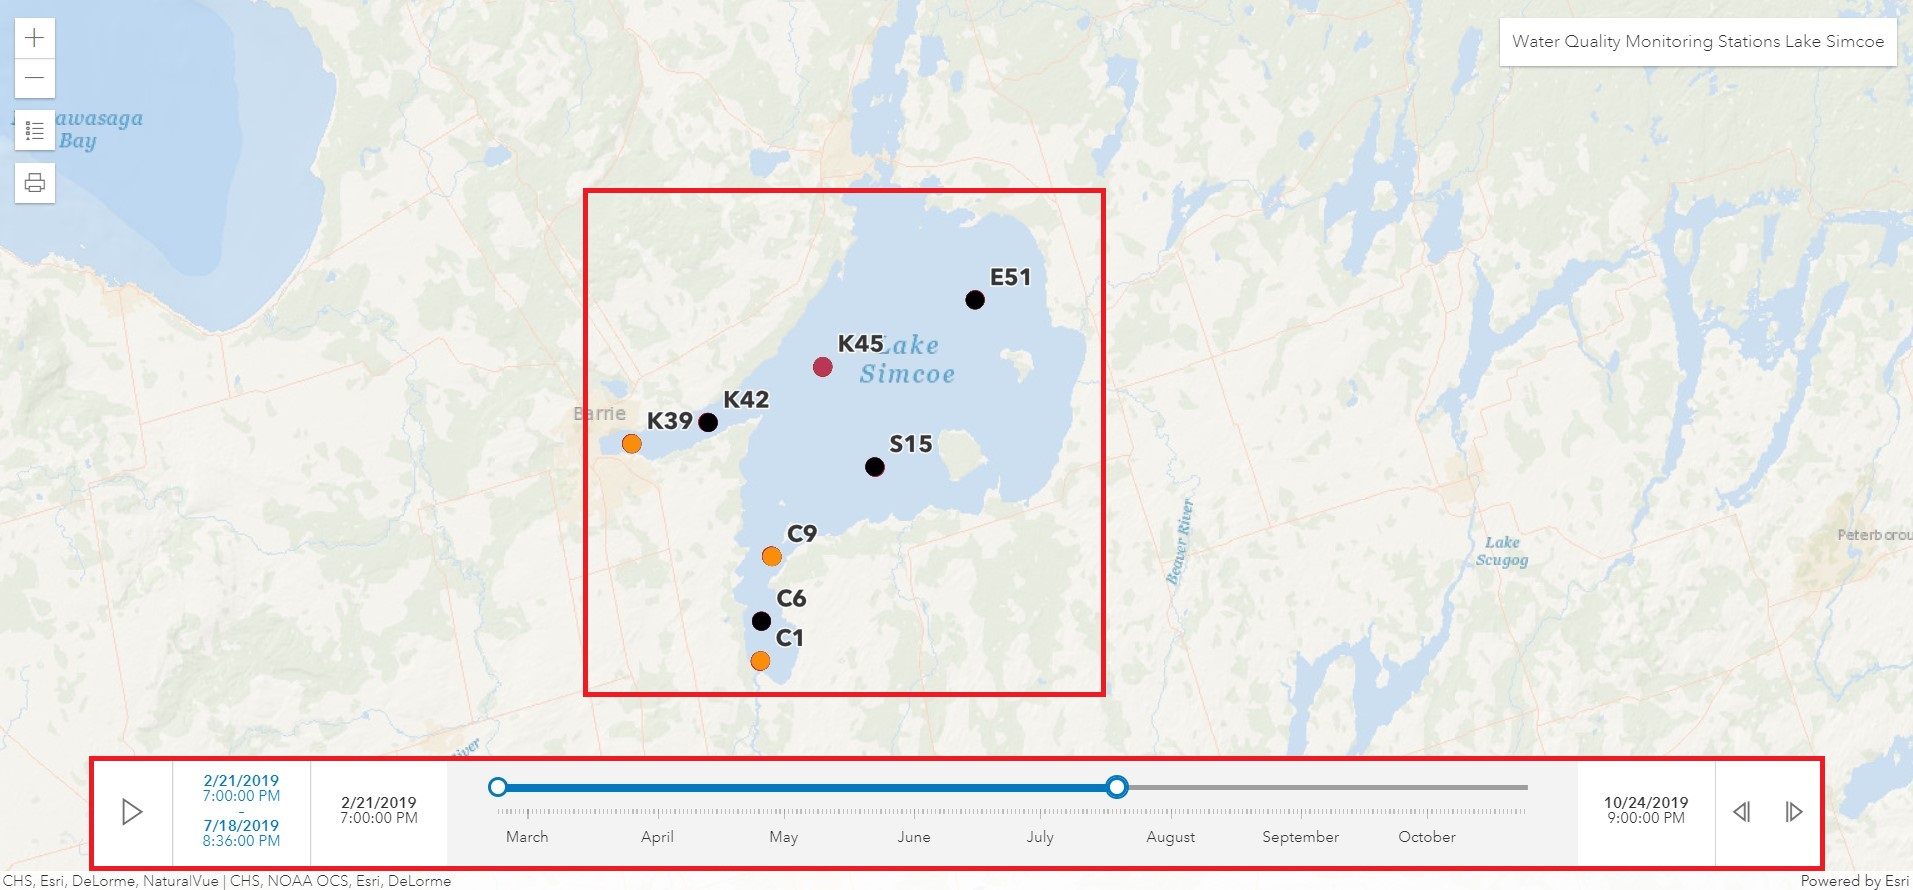 Water Quality Monitoring Stations Lake Simcoe
awasaga
Bay
E51
K45
Lake
Simcoe
K42
Barrie
K39
S15
C9
C6
C1
Beaver River
Lake
Scugog
Peterborou
iver
2/21/2019
7:00:00 PM
-
7/18/2019
8:36:00 PM
2/21/2019
7:00:00 PM
March April May June July August September October
10/24/2019
9:00:00 PM
CHS, Esri, DeLorme, NaturalVue | CHS, NOAA OCS, Esri, DeLorme
Powered by Esri